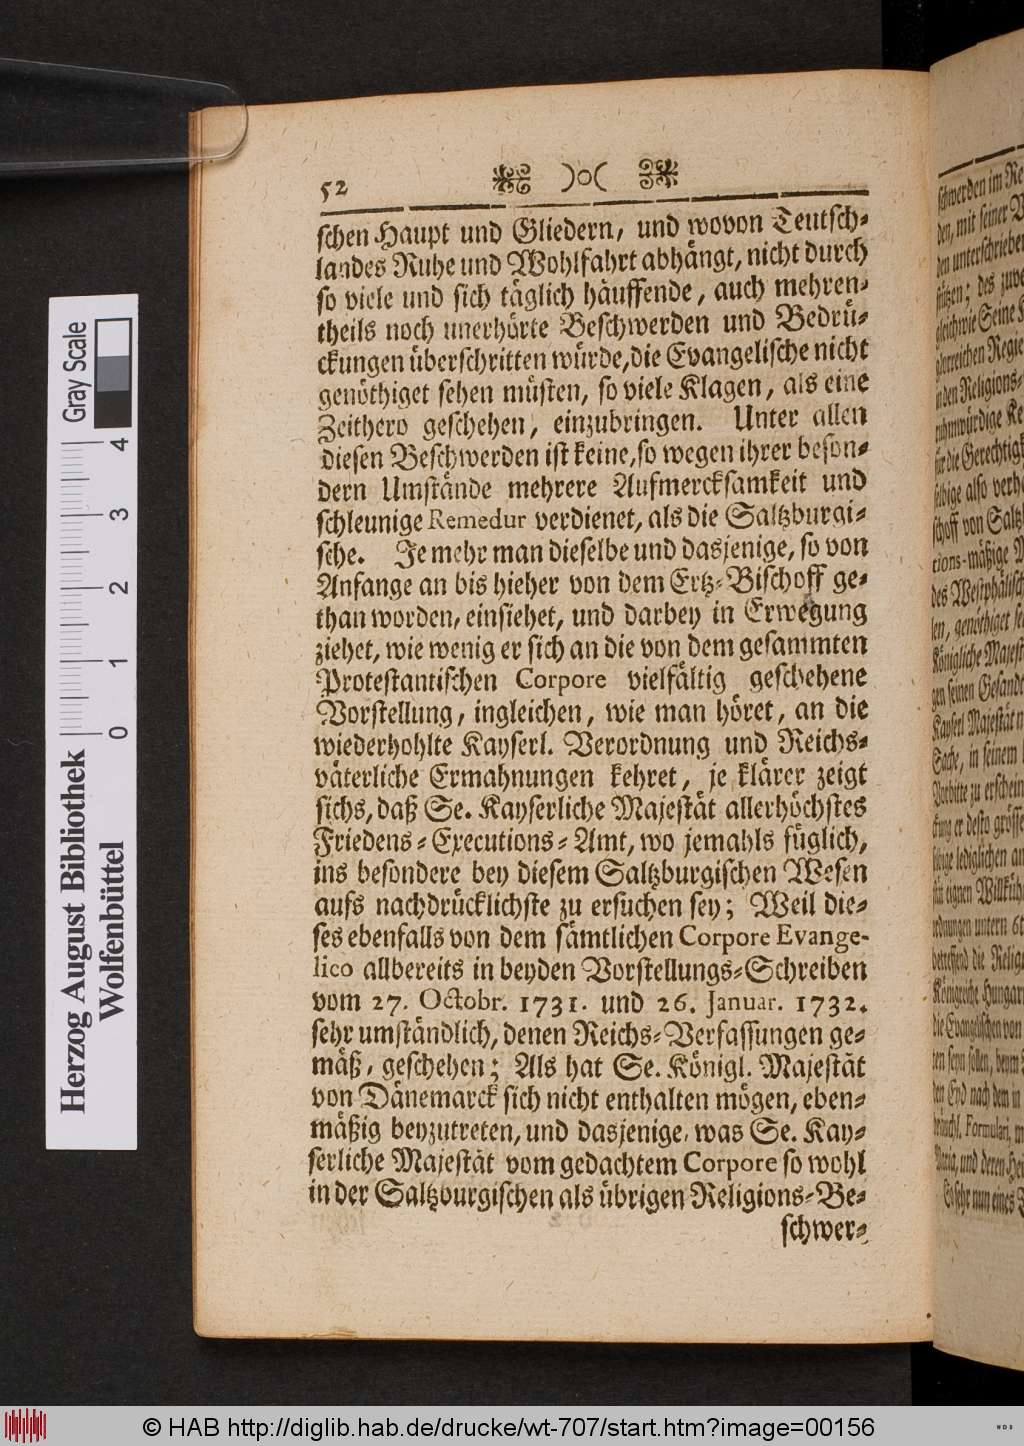 52 )o(
schen Haupt und Gliedern, und wovon Teutsch-
landes Ruhe und Wohlfahrt abhängt, nicht durch
so viele und sich täglich häuffende, auch mehren-
theils noch unerhörte Beschwerden und Bedrü-
ckungen überschritten würde, die Evangelische nicht
genöthiget sehen müsten, so viele Klagen, als eine
Zeithero geschehen, einzubringen. Unter allen
diesen Beschwerden ist keine, so wegen ihrer beson-
dern Umstände mehrere Aufmercksamkeit und
schleunige Remedur verdienet, als die Saltzburgi-
sche. Je mehr man dieselbe und dasjenige, so von
Anfange an bis hieher von dem Ertz-Bischoff ge-
than worden, einsiehet, und darbey in Erwegung
ziehet, wie wenig er sich an die von dem gesammten
Protestantischen Corpore vielfältig geschehene
Vorstellung, ingleichen, wie man höret, an die
wiederhohlte Kayserl. Verordnung und Reichs-
väterliche Ermahnungen kehret, je klärer zeigt
sichs, daß Se. Kayserliche Majestät allerhöchstes
Friedens-Executions-Amt, wo jemahls füglich,
ins besondere bey diesem Saltzburgischen Wesen
aufs nachdrücklichste zu ersuchen sey; Weil die-
ses ebenfalls von dem sämtlichen Corpore Evange-
lico allbereits in beyden Vorstellungs-Schreiben
vom 27. Octobr. 1731. und 26. Januar. 1732.
sehr umständlich, denen Reichs-Verfassungen ge-
mäß, geschehen; Als hat Se. Königl. Majestät
von Dänemarck sich nicht enthalten mögen, eben-
mäßig beyzutreten, und dasjenige, was Se. Kay-
serliche Majestät vom gedachtem Corpore so wohl
in der Saltzburgischen als übrigen Religions-Be-
schwer-
Herzog August Bibliothek
Wolfenbüttel
0 1 2 3 4
Gray Scale
© HAB http://diglib.hab.de/drucke/wt-707/start.htm?image=00156